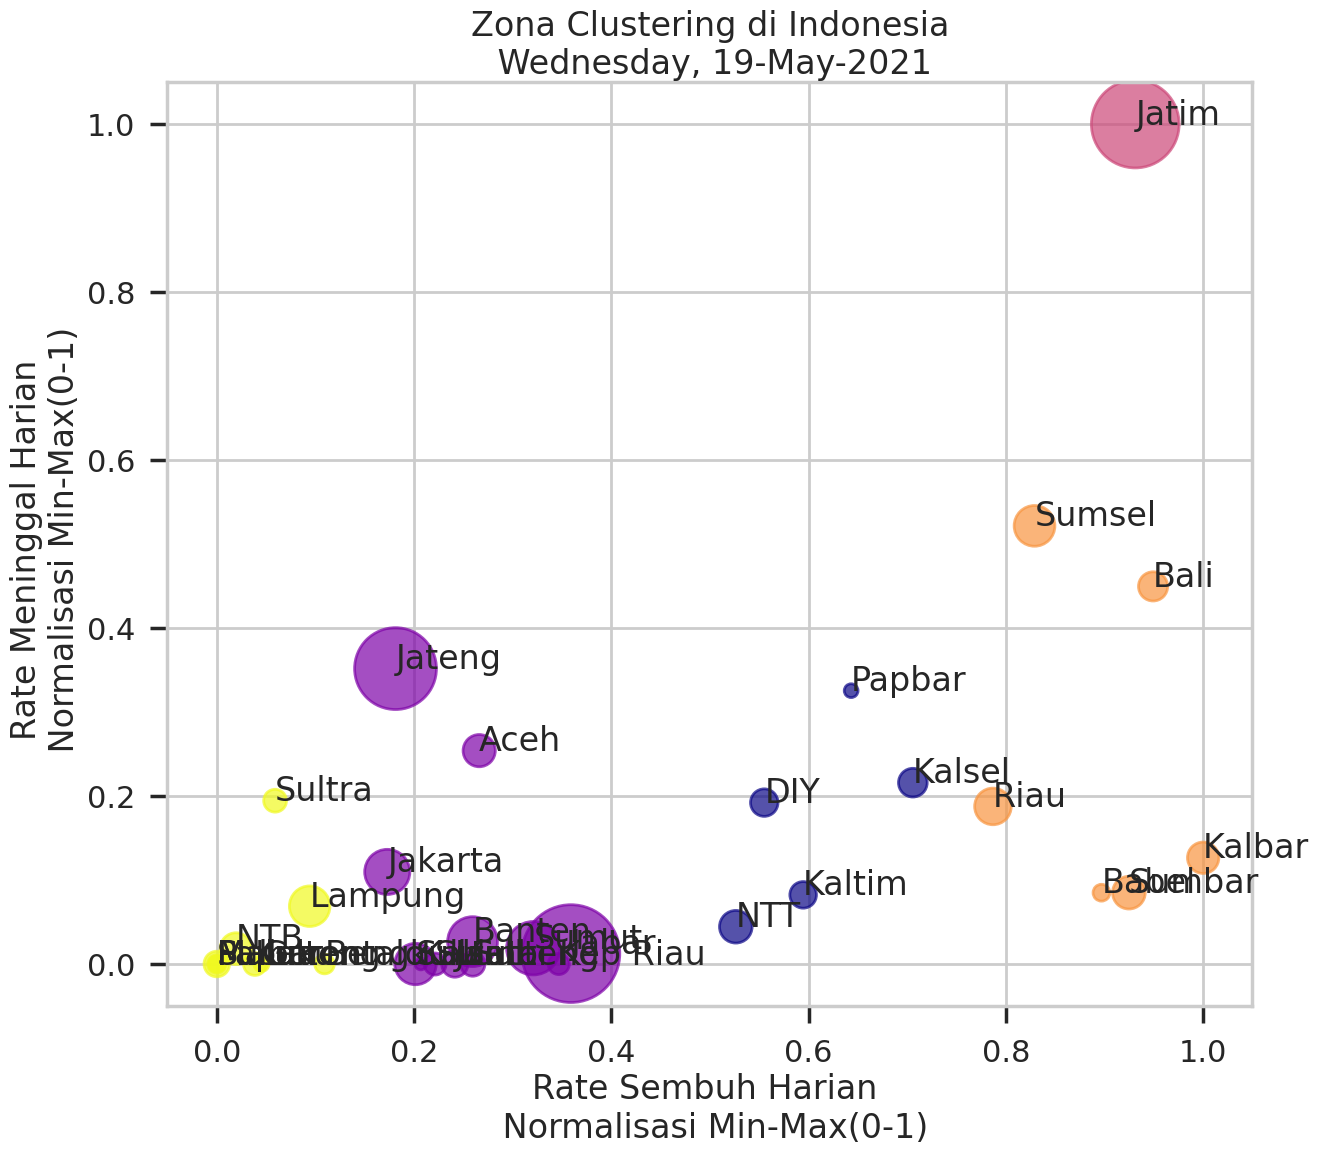 Zona Clustering di Indonesia
Wednesday, 19-May-2021
Rate Meninggal Harian
Normalisasi Min-Max(0-1)
1.0
0.8
0.6
0.4
0.2
0.0
Jatim
Sumsel
Bali
Jateng
Papbar
Aceh
Kalsel
Sultra
DIY
Riau
Jakarta
Kalbar
Lampung
Kaltim
Babel
Sumbar
NTT
NTB
Banten
Sumut
Jabar
Kep Riau
0.0
0.2
0.4
0.6
0.8
1.0
Rate Sembuh Harian
Normalisasi Min-Max(0-1)